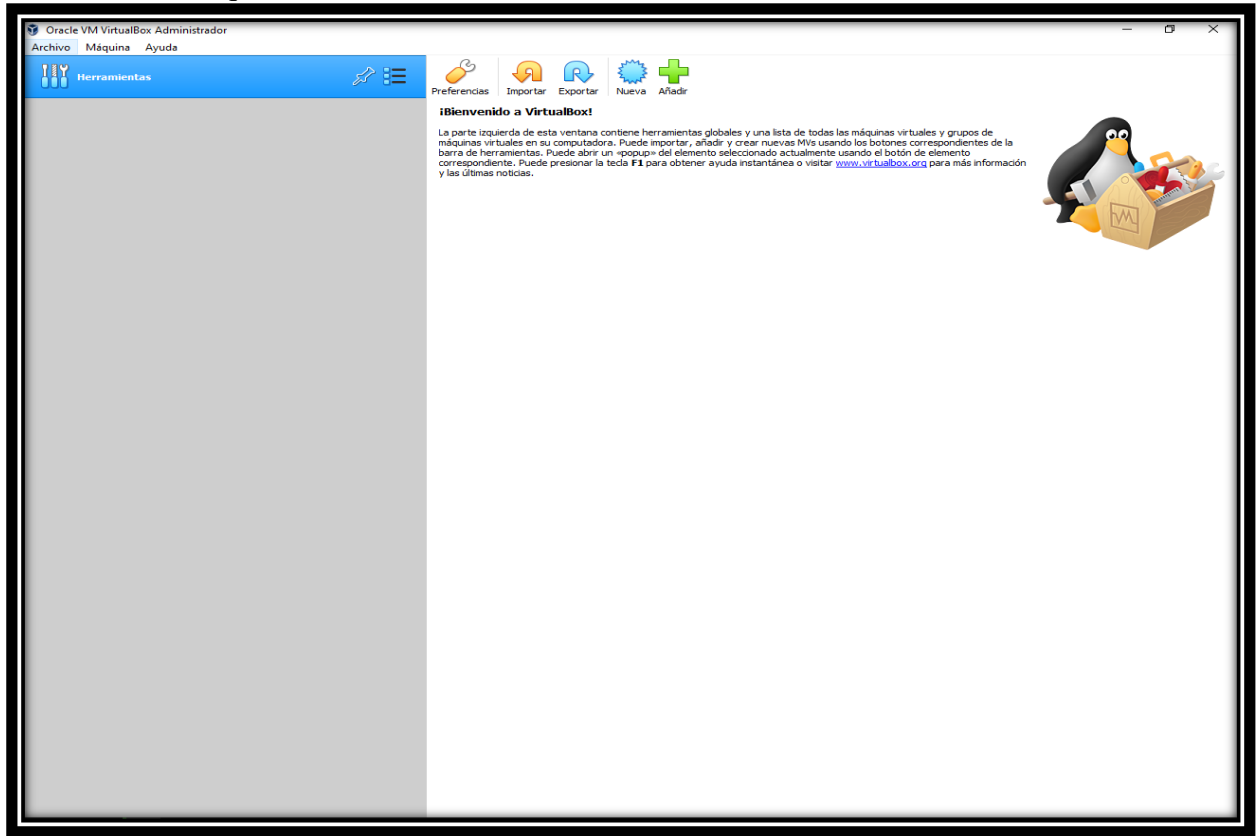 Oracle VM VirtualBox Administrador
Archivo Máquina Ayuda
Herramientas
Preferencias Importar Exportar Nueva Añadir
¡Bienvenido a VirtualBox!
La parte izquierda de esta ventana contiene herramientas globales y una lista de todas las máquinas virtuales y grupos de
máquinas virtuales en su computadora. Puede importar, añadir y crear nuevas MVs usando los botones correspondientes de la
barra de herramientas. Puede abrir un «popup» del elemento seleccionado actualmente usando el botón de elemento
correspondiente. Puede presionar la tecla F1 para obtener ayuda instantánea o visitar www.virtualbox.org para más información
y las últimas noticias.